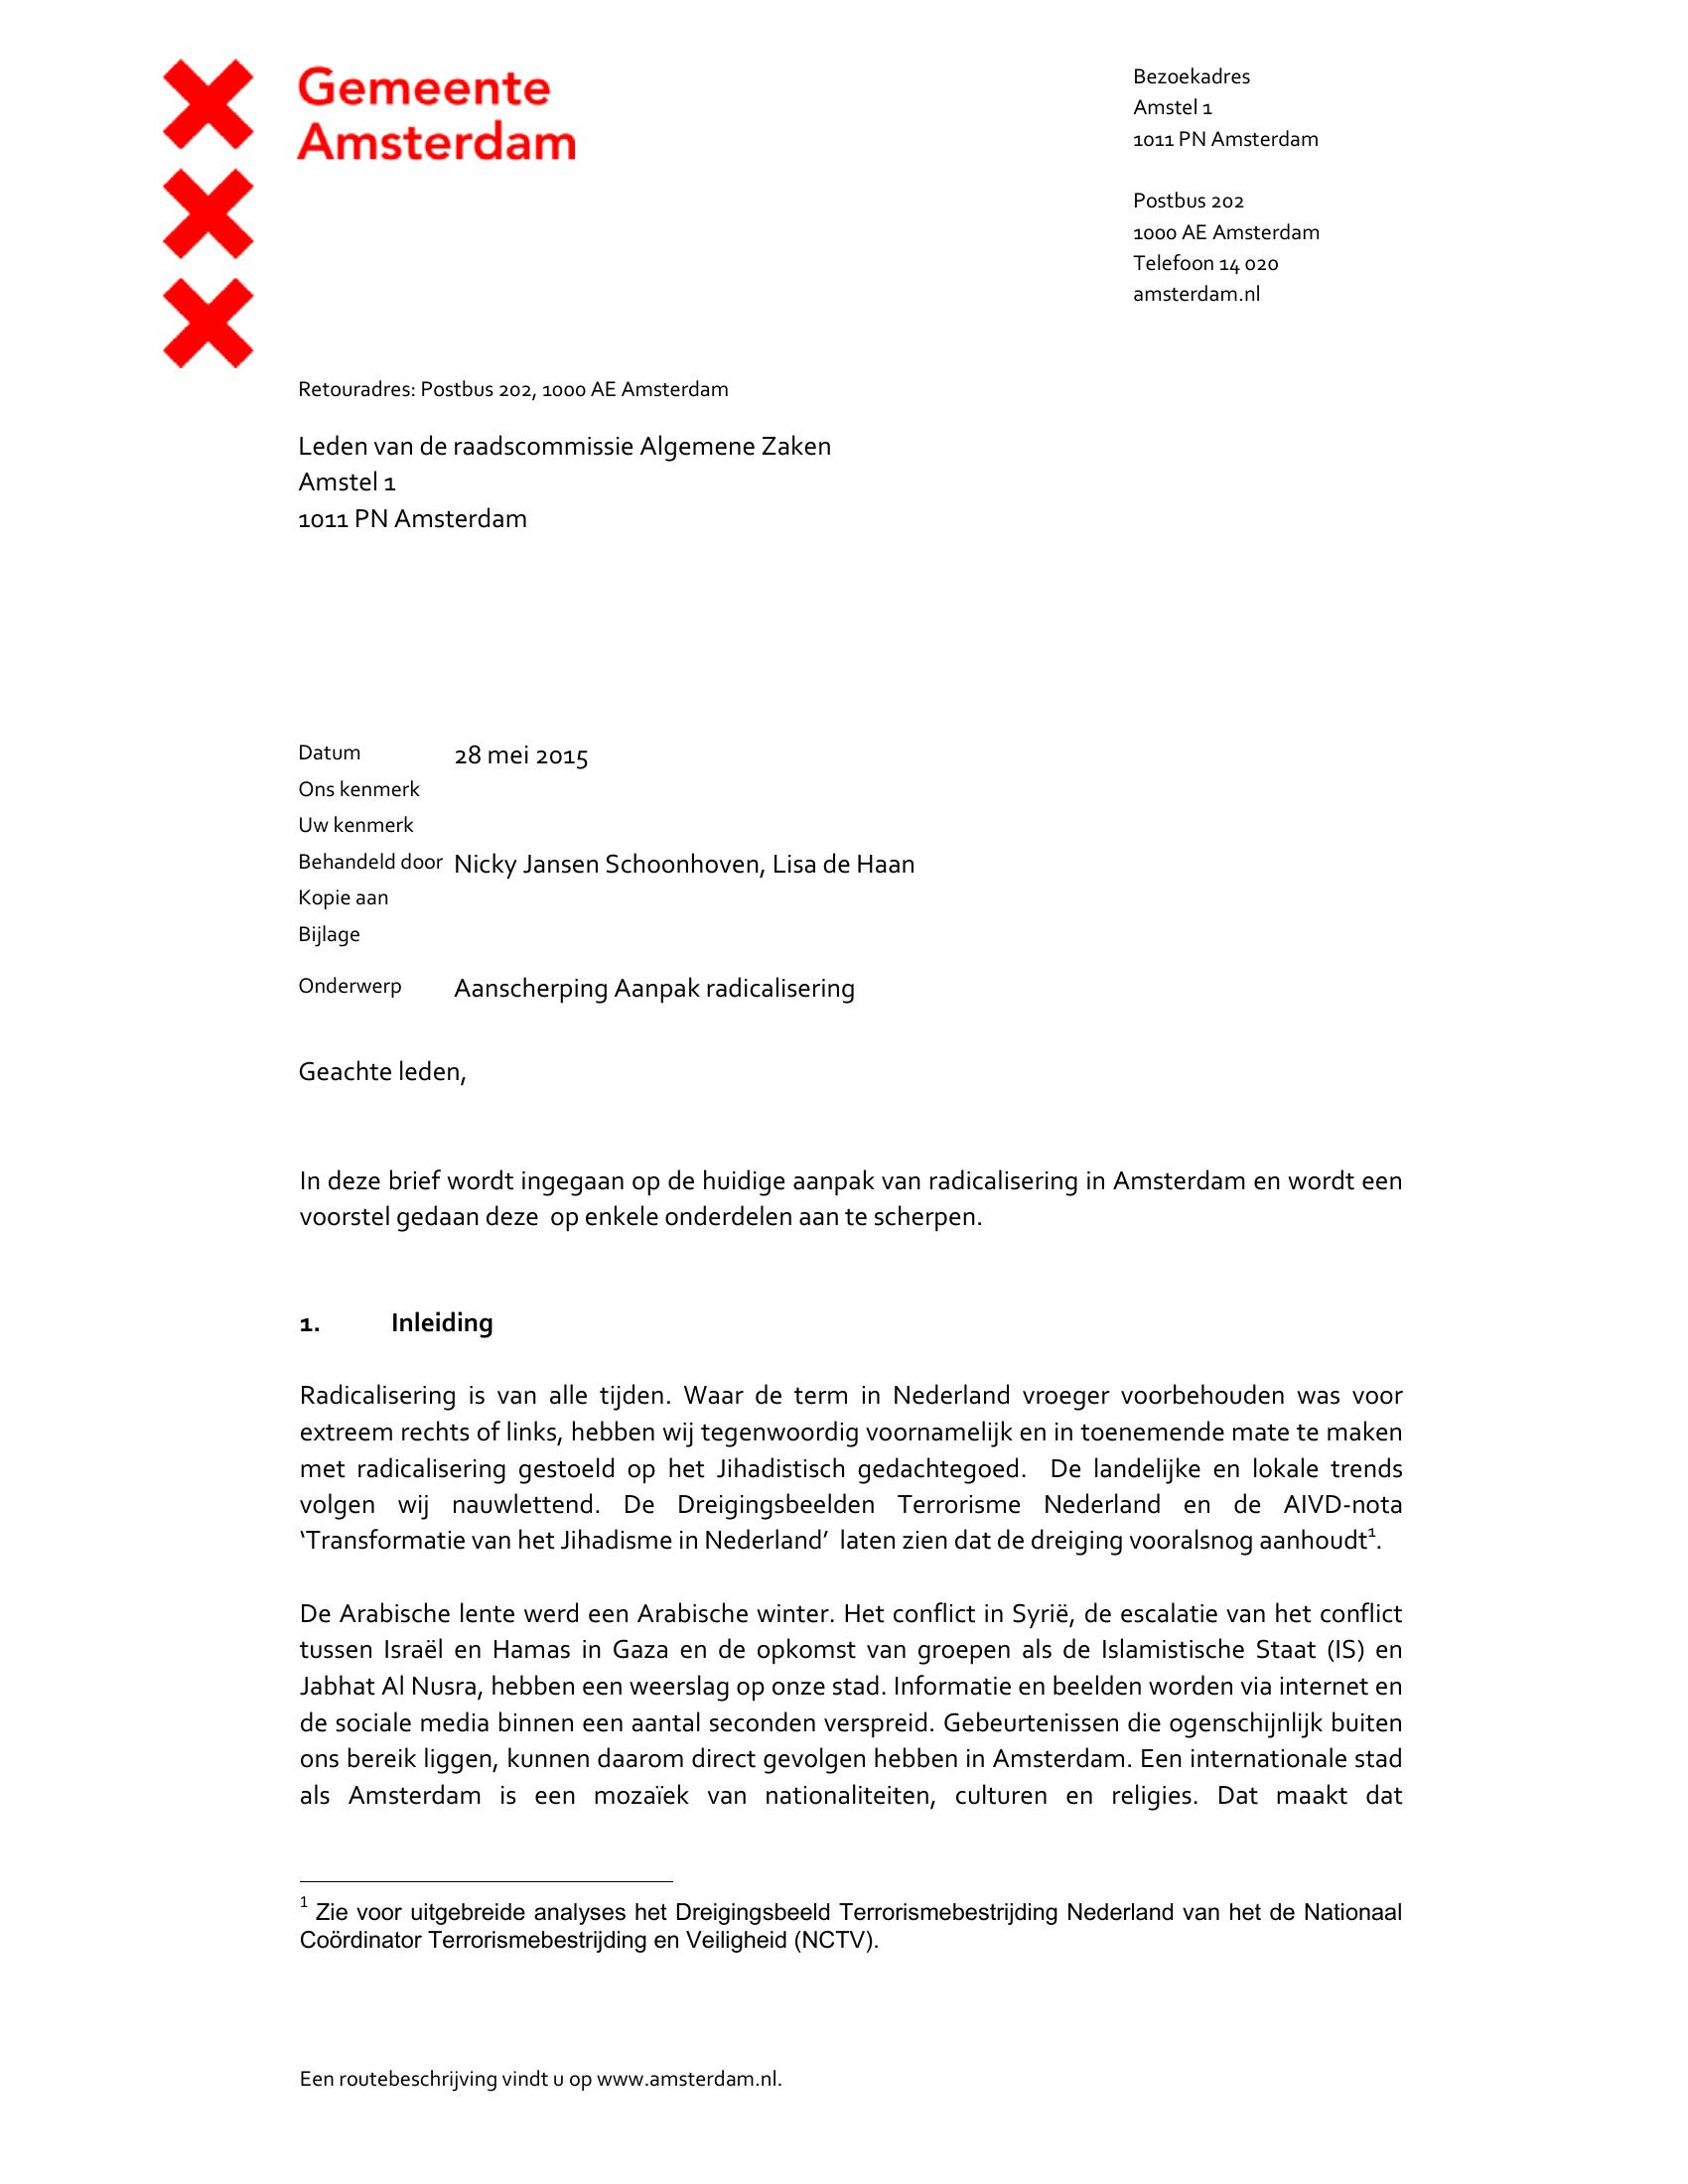 Gemeente
Amsterdam
Bezoekadres
Amstel 1
1011 PN Amsterdam
Postbus 202
1000 AE Amsterdam
Telefoon 14 020
amsterdam.nl
Retouradres: Postbus 202, 1000 AE Amsterdam
Leden van de raadscommissie Algemene Zaken
Amstel 1
1011 PN Amsterdam
Datum 28 mei 2015
Ons kenmerk
Uw kenmerk
Behandeld door Nicky Jansen Schoonhoven, Lisa de Haan
Kopie aan
Bijlage
Onderwerp Aanscherping Aanpak radicalisering
Geachte leden,
In deze brief wordt ingegaan op de huidige aanpak van radicalisering in Amsterdam en wordt een
voorstel gedaan deze  op enkele onderdelen aan te scherpen.
1. Inleiding
Radicalisering is van alle tijden. Waar de term in Nederland vroeger voorbehouden was voor
extreem rechts of links, hebben wij tegenwoordig voornamelijk en in toenemende mate te maken
met radicalisering gestoeld op het Jihadistisch gedachtegoed.  De landelijke en lokale trends
volgen wij nauwlettend. De Dreigingsbeelden Terrorisme Nederland en de AIVD-nota
‘Transformatie van het Jihadisme in Nederland’  laten zien dat de dreiging vooralsnog aanhoudt¹.
De Arabische lente werd een Arabische winter. Het conflict in Syrië, de escalatie van het conflict
tussen Israël en Hamas in Gaza en de opkomst van groepen als de Islamistische Staat (IS) en
Jabhat Al Nusra, hebben een weerslag op onze stad. Informatie en beelden worden via internet en
de sociale media binnen een aantal seconden verspreid. Gebeurtenissen die ogenschijnlijk buiten
ons bereik liggen, kunnen daarom direct gevolgen hebben in Amsterdam. Een internationale stad
als Amsterdam is een mozaïek van nationaliteiten, culturen en religies. Dat maakt dat
¹ Zie voor uitgebreide analyses het Dreigingsbeeld Terrorismebestrijding Nederland van het de Nationaal
Coördinator Terrorismebestrijding en Veiligheid (NCTV).
Een routebeschrijving vindt u op www.amsterdam.nl.